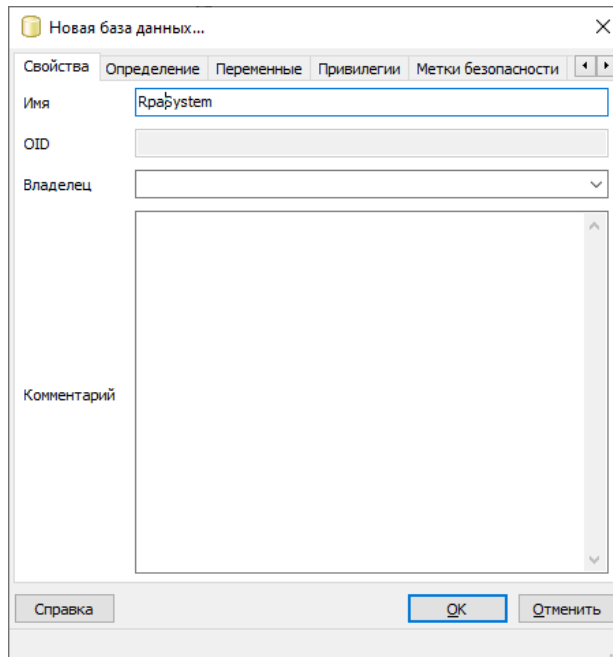 Новая база данных...
Свойства Определение Переменные Привилегии Метки безопасности
Имя RpaSystem
OID
Владелец
Комментарий
Справка OK Отменить